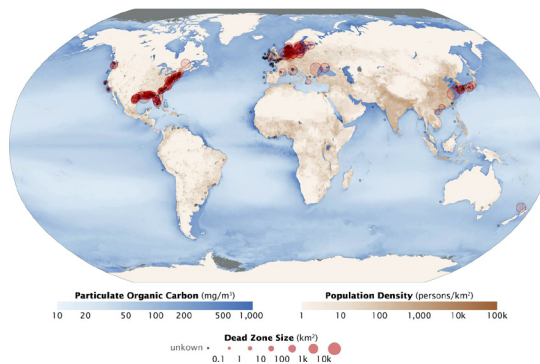 Particulate Organic Carbon (mg/m³)
10 20 50 100 200 500 1,000
Population Density (persons/km²)
1 10 100 1,000 10k 100k
Dead Zone Size (km²)
unkown
0.1 1 10 100 1k 10k